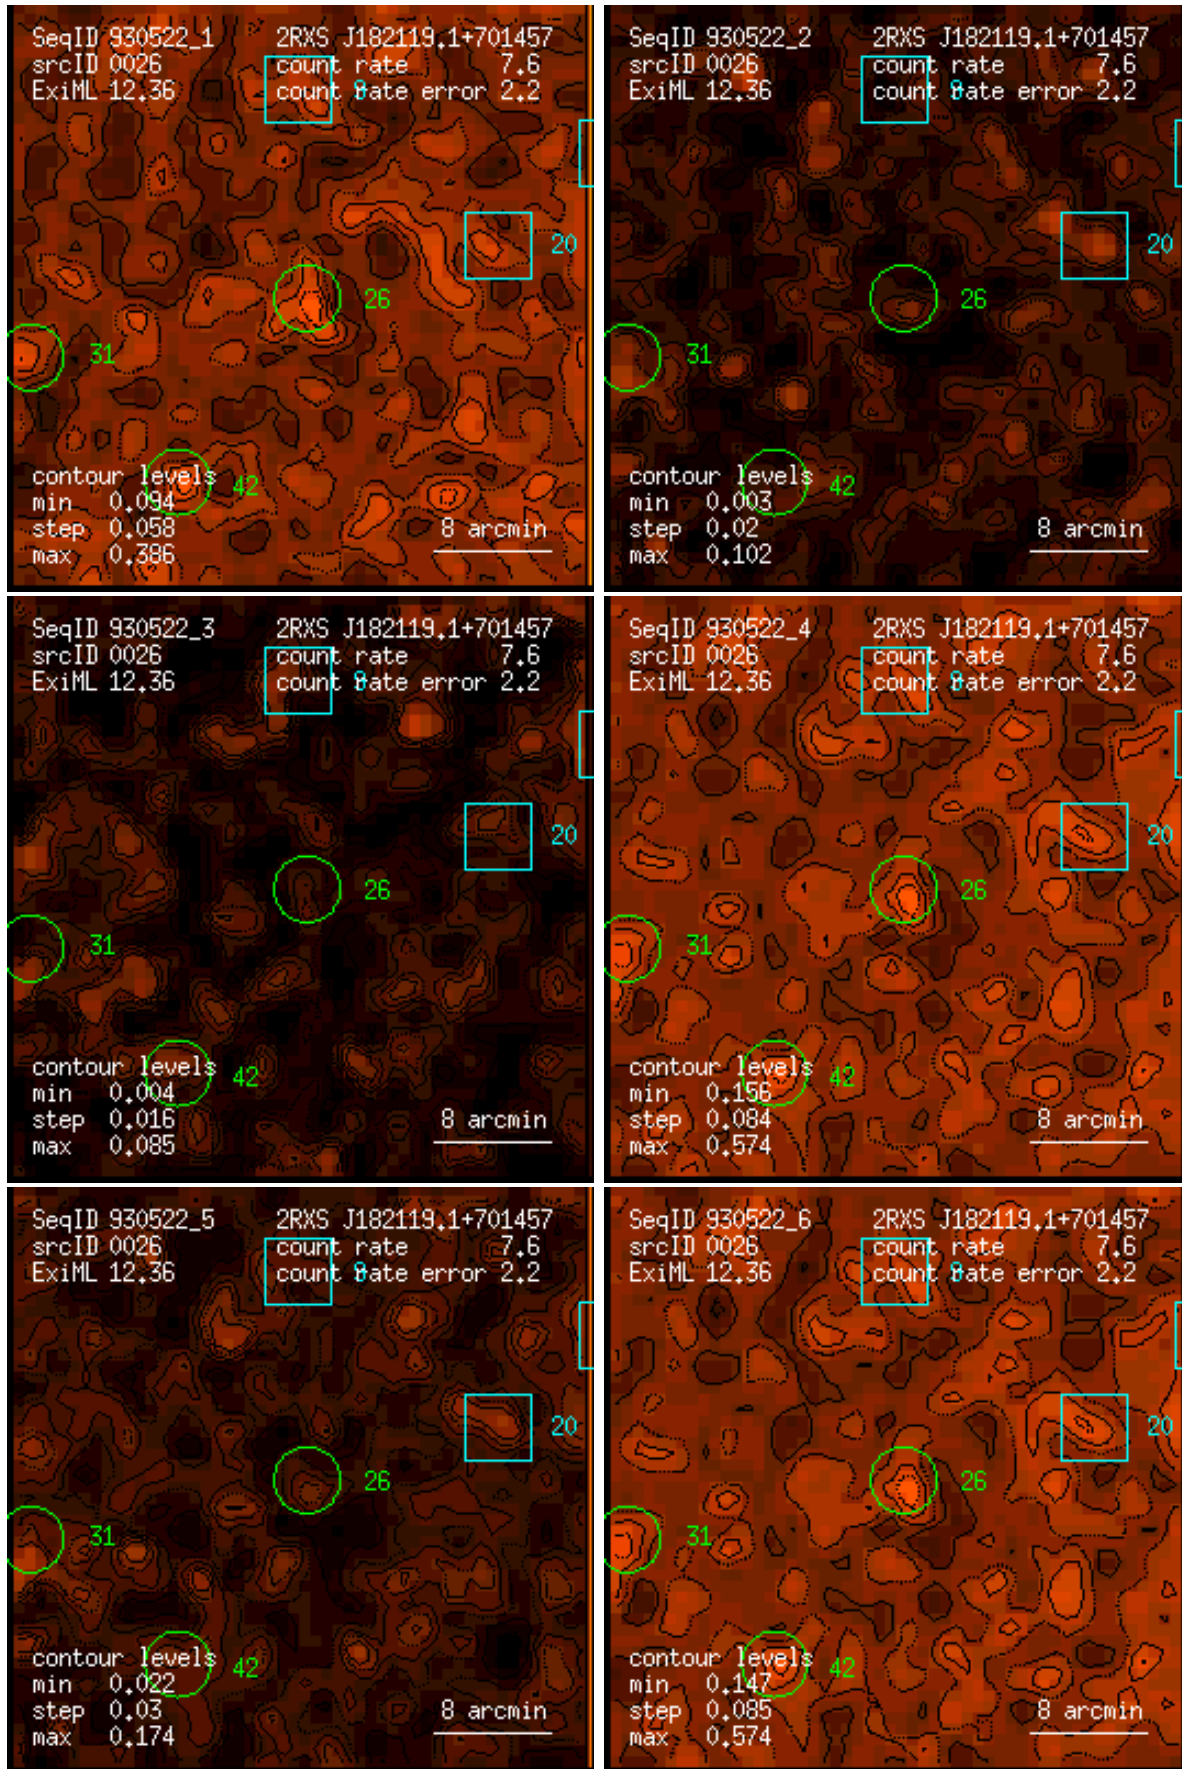 SeqID 930522_1 2RXS J182119.1+701457
srcID 0026 count rate 7.6
ExiML 12.36 count rate error 2.2
20
26
31
42
contour levels
min 0.094
step 0.058
max 0.386
8 arcmin
SeqID 930522_2 2RXS J182119.1+701457
srcID 0026 count rate 7.6
ExiML 12.36 count rate error 2.2
20
26
31
42
contour levels
min 0.003
step 0.02
max 0.102
8 arcmin
SeqID 930522_3 2RXS J182119.1+701457
srcID 0026 count rate 7.6
ExiML 12.36 count rate error 2.2
20
26
31
42
contour levels
min 0.004
step 0.016
max 0.085
8 arcmin
SeqID 930522_4 2RXS J182119.1+701457
srcID 0026 count rate 7.6
ExiML 12.36 count rate error 2.2
20
26
31
42
contour levels
min 0.156
step 0.084
max 0.574
8 arcmin
SeqID 930522_5 2RXS J182119.1+701457
srcID 0026 count rate 7.6
ExiML 12.36 count rate error 2.2
20
26
31
42
contour levels
min 0.022
step 0.03
max 0.174
8 arcmin
SeqID 930522_6 2RXS J182119.1+701457
srcID 0026 count rate 7.6
ExiML 12.36 count rate error 2.2
20
26
31
42
contour levels
min 0.147
step 0.085
max 0.574
8 arcmin